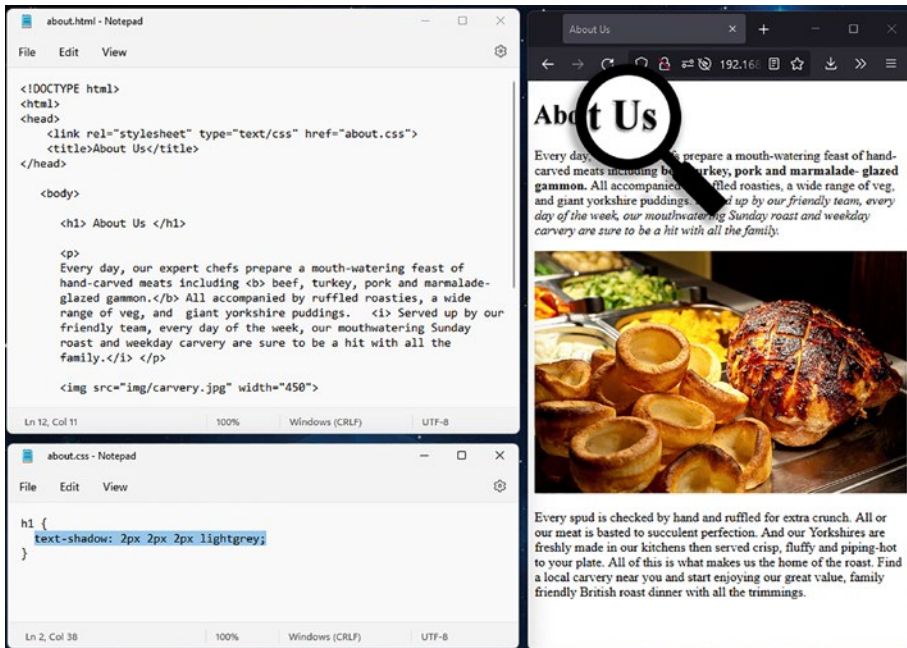 about.html - Notepad
File Edit View
<!DOCTYPE html>
<html>
<head>
<link rel="stylesheet" type="text/css" href="about.css">
<title>About Us</title>
</head>
<body>
<h1> About Us </h1>
<p>
Every day, our expert chefs prepare a mouth-watering feast of
hand-carved meats including <b> beef, turkey, pork and marmalade-
glazed gammon.</b> All accompanied by ruffled roasties, a wide
range of veg, and giant yorkshire puddings. <i> Served up by our
friendly team, every day of the week, our mouthwatering Sunday
roast and weekday carvery are sure to be a hit with all the
family.</i> </p>
<img src="img/carvery.jpg" width="450">
Ln 12, Col 11 100% Windows (CRLF) UTF-8
about.css - Notepad
File Edit View
h1 {
text-shadow: 2px 2px 2px lightgrey;
}
Ln 2, Col 38 100% Windows (CRLF) UTF-8
About Us
192.168
About Us
Every day, prepare a mouth-watering feast of hand-
carved meats including turkey, pork and marmalade- glazed
gammon. All accompanied ruffled roasties, a wide range of veg,
and giant yorkshire puddings. up by our friendly team, every
day of the week, our mouthwatering Sunday roast and weekday
carvery are sure to be a hit with all the family.
Every spud is checked by hand and ruffled for extra crunch. All or
our meat is basted to succulent perfection. And our Yorkshires are
freshly made in our kitchens then served crisp, fluffy and piping-hot
to your plate. All of this is what makes us the home of the roast. Find
a local carvery near you and start enjoying our great value, family
friendly British roast dinner with all the trimmings.